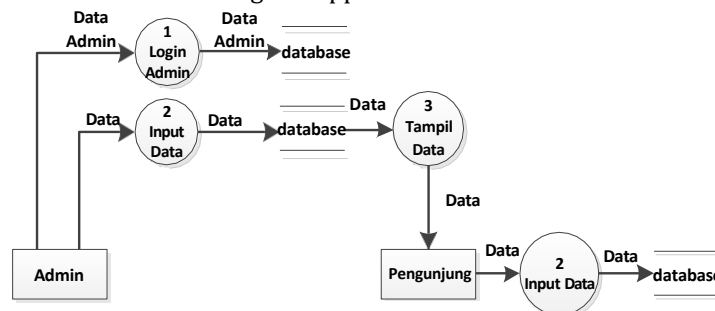 Data
Admin
1
Login
Admin
Data
Admin
database
Data
2
Input
Data
Data
database
Data
3
Tampil
Data
Data
Admin
Pengunjung
Data
2
Input Data
Data
database